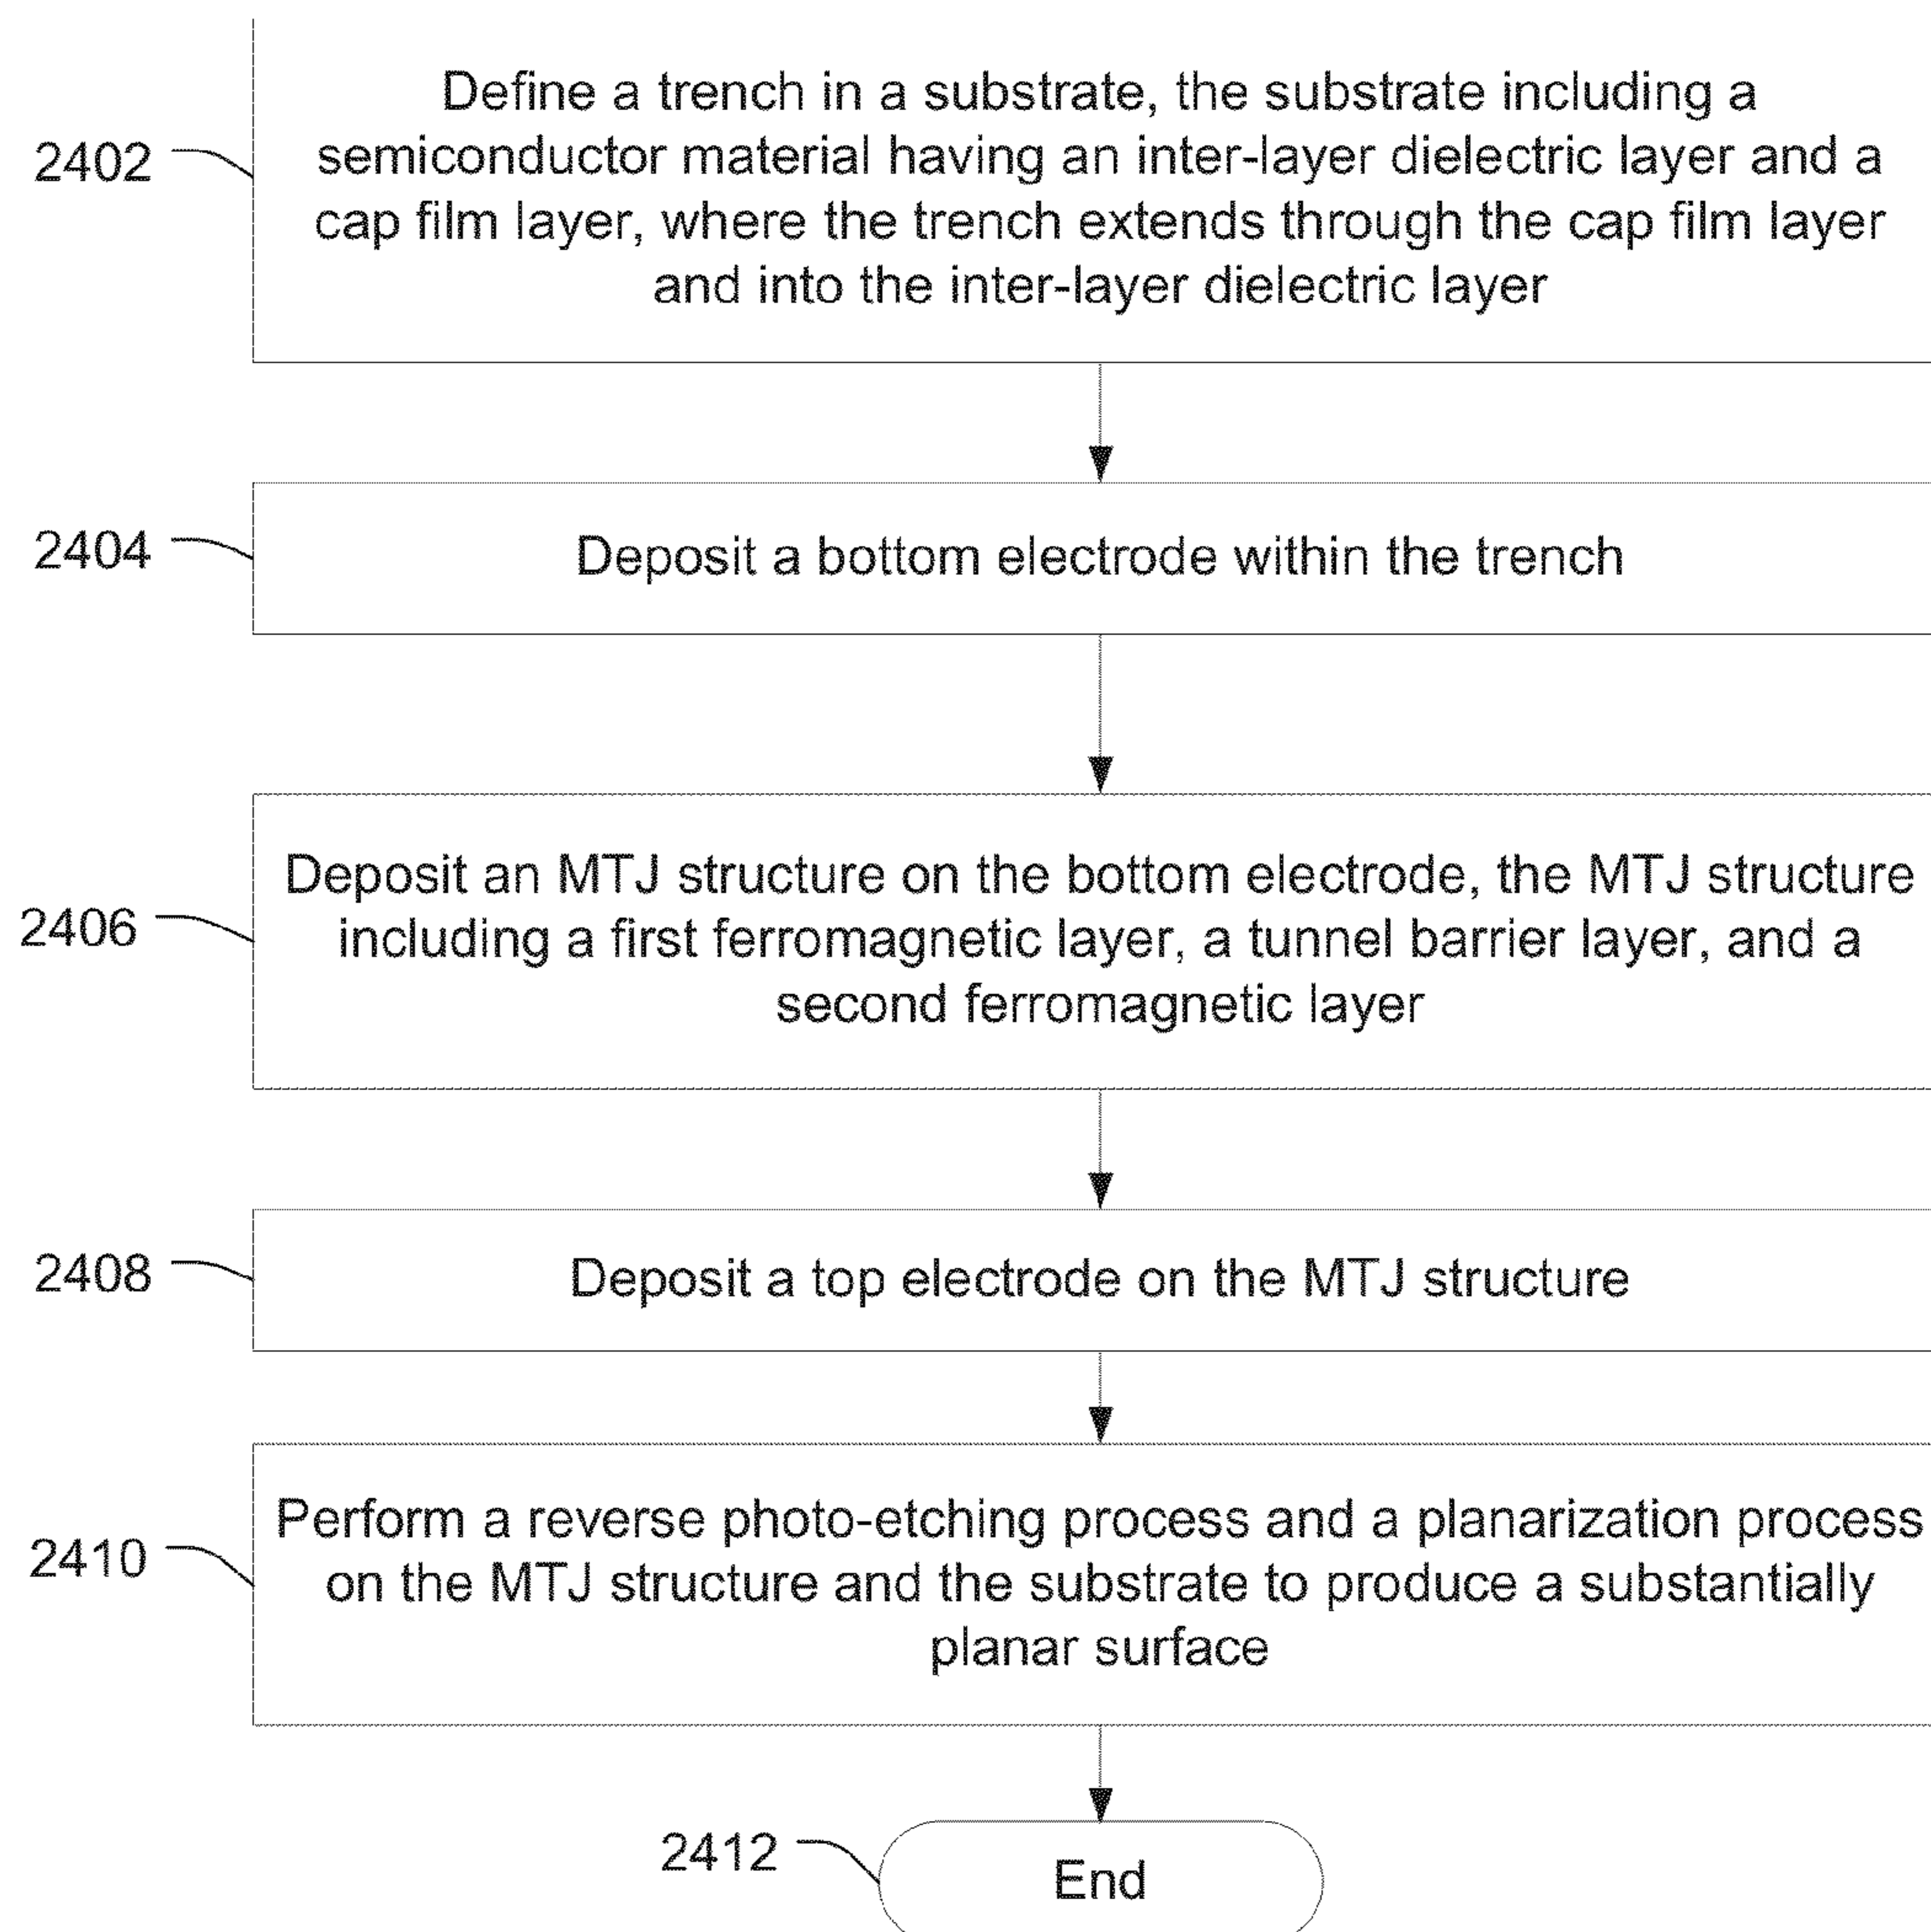 2402
Define a trench in a substrate, the substrate including a
semiconductor material having an inter-layer dielectric layer and a
cap film layer, where the trench extends through the cap film layer
and into the inter-layer dielectric layer
2404
Deposit a bottom electrode within the trench
2406
Deposit an MTJ structure on the bottom electrode, the MTJ structure
including a first ferromagnetic layer, a tunnel barrier layer, and a
second ferromagnetic layer
2408
Deposit a top electrode on the MTJ structure
2410
Perform a reverse photo-etching process and a planarization process
on the MTJ structure and the substrate to produce a substantially
planar surface
2412
End